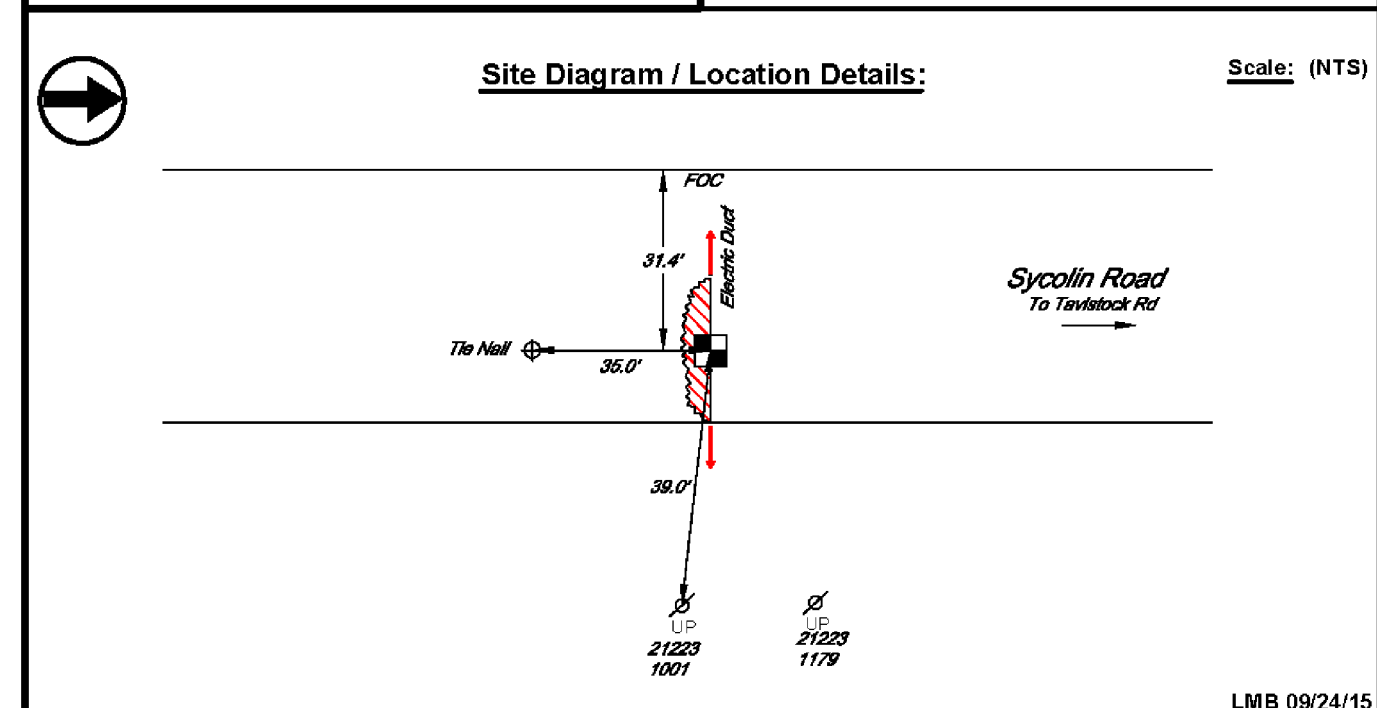 Site Diagram / Location Details:
Scale: (NTS)
FOC
Electric Duct
31.4'
Sycolin Road
To Tavistock Rd
Tie Nail
35.0'
39.0'
UP
21223
1001
UP
21223
1179
LMB 09/24/15